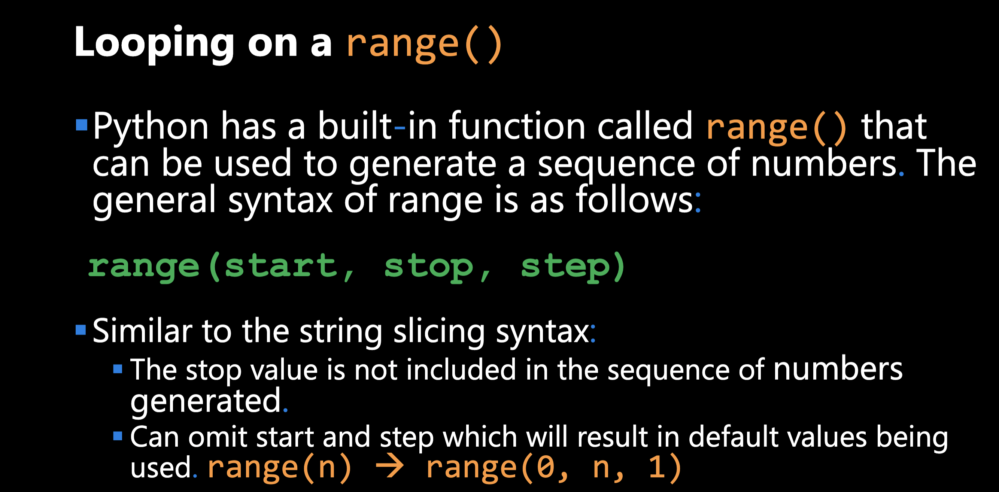 Looping on a range()
▪Python has a built-in function called range() that
can be used to generate a sequence of numbers. The
general syntax of range is as follows:
range(start, stop, step)
▪Similar to the string slicing syntax:
▪The stop value is not included in the sequence of numbers
generated.
▪Can omit start and step which will result in default values being
used. range(n) → range(0, n, 1)